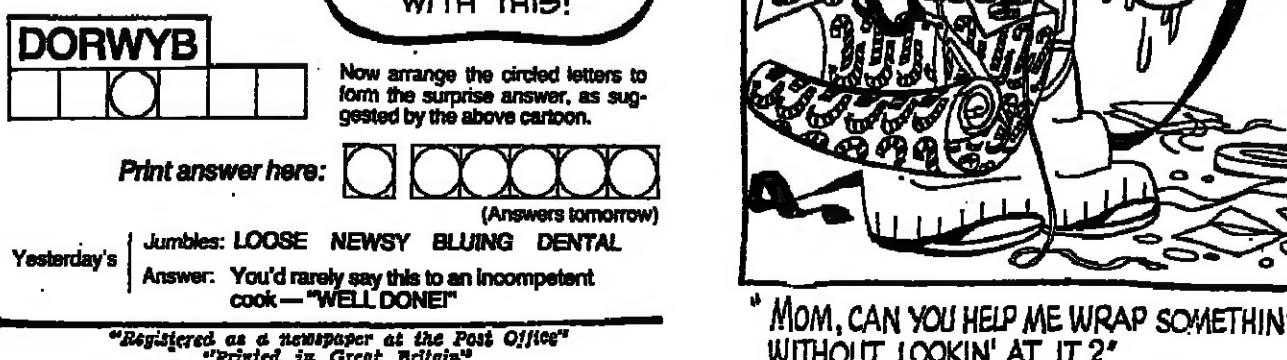 WITH THIS!
DORWYB
Now arrange the circled letters to
form the surprise answer, as sug-
gested by the above cartoon.
Print answer here:
(Answers tomorrow)
Yesterday's
Jumbles: LOOSE NEWSY BLUING DENTAL
Answer: You'd rarely say this to an incompetent
cook — "WELL DONE!"
"Registered as a newspaper at the Post Office"
"Printed in Great Britain"
"MOM, CAN YOU HELP ME WRAP SOMETHIN'
WITHOUT LOOKIN' AT IT?"